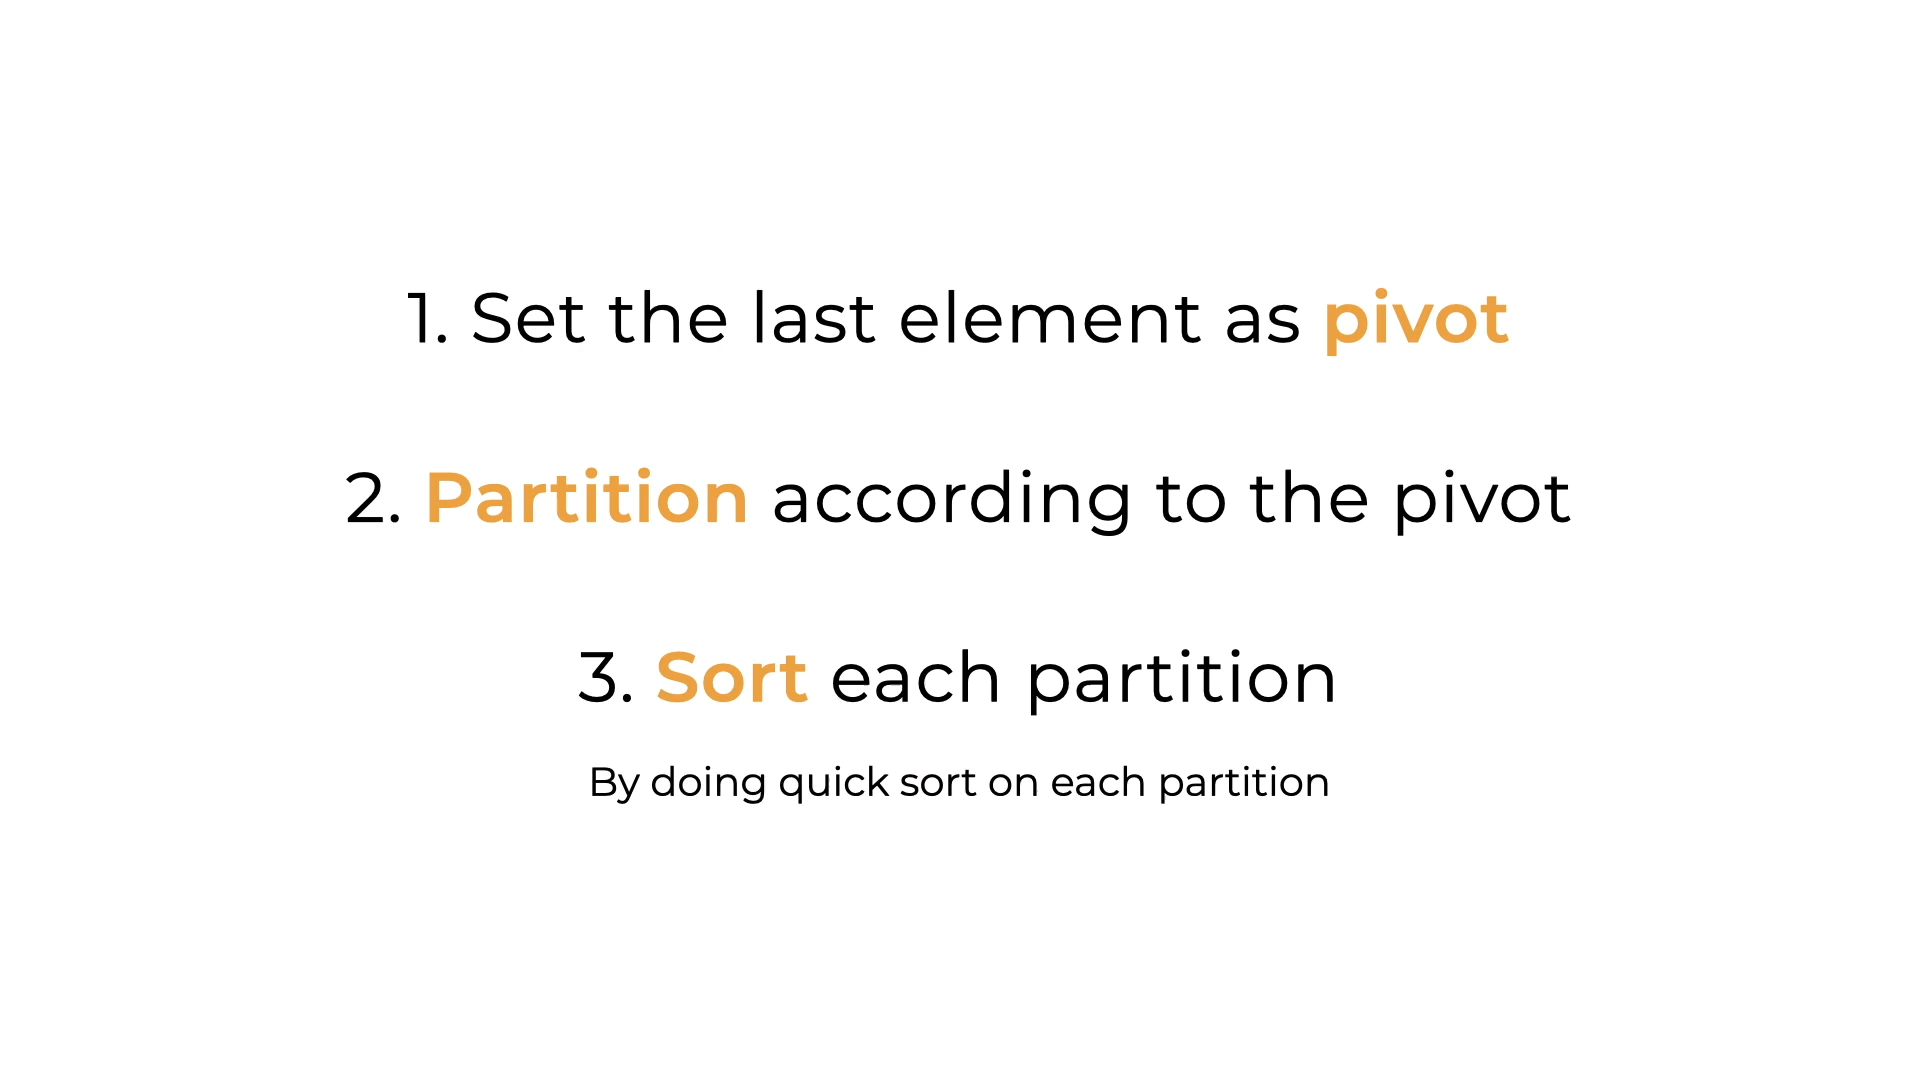 1. Set the last element as pivot
2. Partition according to the pivot
3. Sort each partition
By doing quick sort on each partition